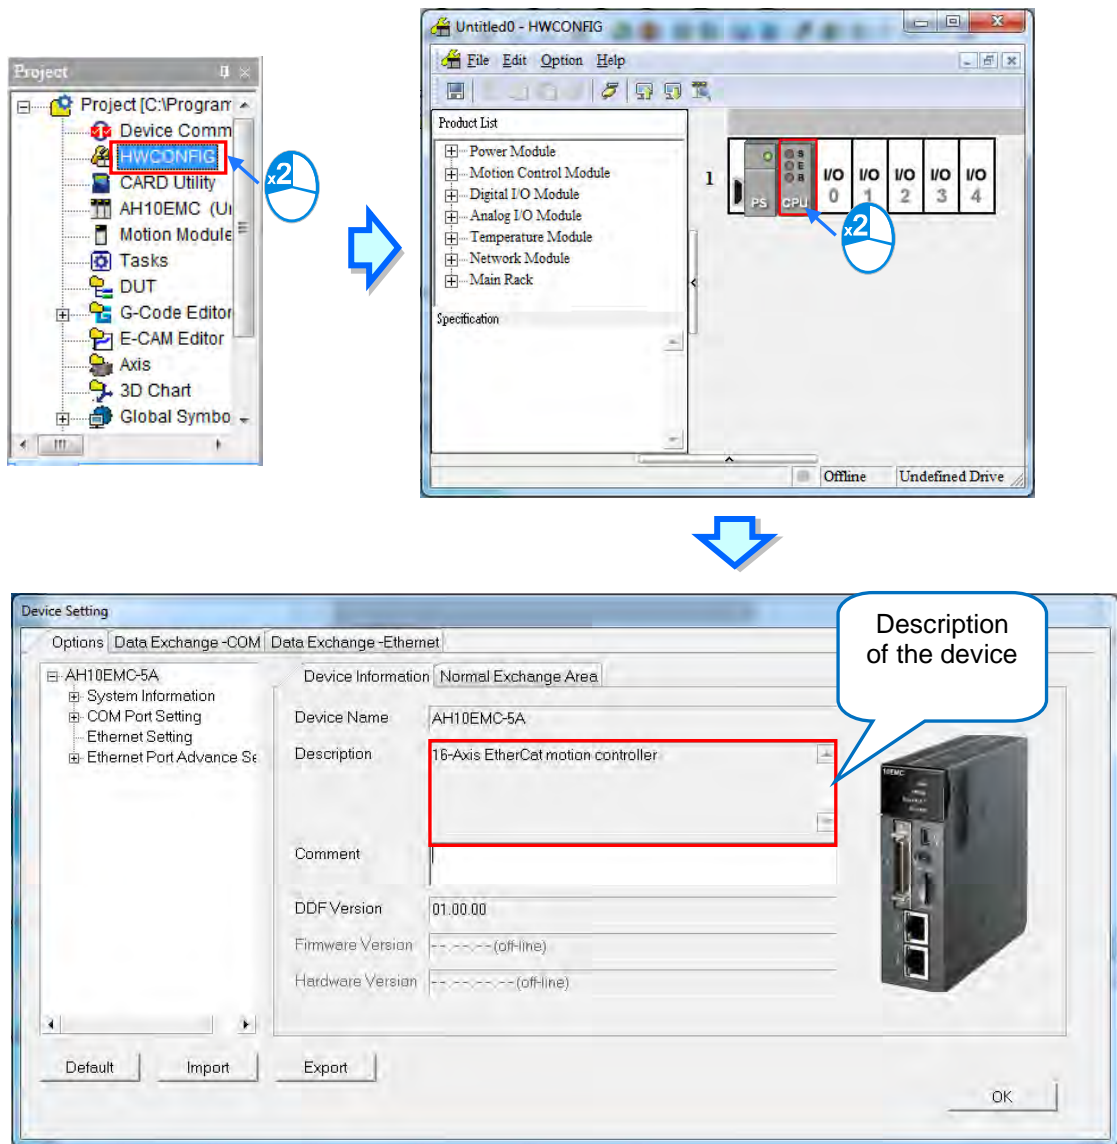 Project
Project [C:\Program
Device Comm
HWCONFIG
CARD Utility
AH10EMC (Ur
Motion Module
Tasks
DUT
G-Code Editor
E-CAM Editor
Axis
3D Chart
Global Symbo
x2
Untitled0 - HWCONFIG
File Edit Option Help
Product List
Power Module
Motion Control Module
Digital I/O Module
Analog I/O Module
Temperature Module
Network Module
Main Rack
Specification
1
PS
S
E
B
CPU
I/O 0
I/O 1
I/O 2
I/O 3
I/O 4
x2
Offline Undefined Drive
Device Setting
Options Data Exchange -COM Data Exchange -Ethernet
AH10EMC-5A
System Information
COM Port Setting
Ethernet Setting
Ethernet Port Advance Se
Device Information Normal Exchange Area
Device Name AH10EMC-5A
Description 16-Axis EtherCat motion controller
Comment
DDF Version 01.00.00
Firmware Version --.--.--(off-line)
Hardware Version --.--.--.--(off-line)
Description
of the device
10EMC
Default Import Export
OK